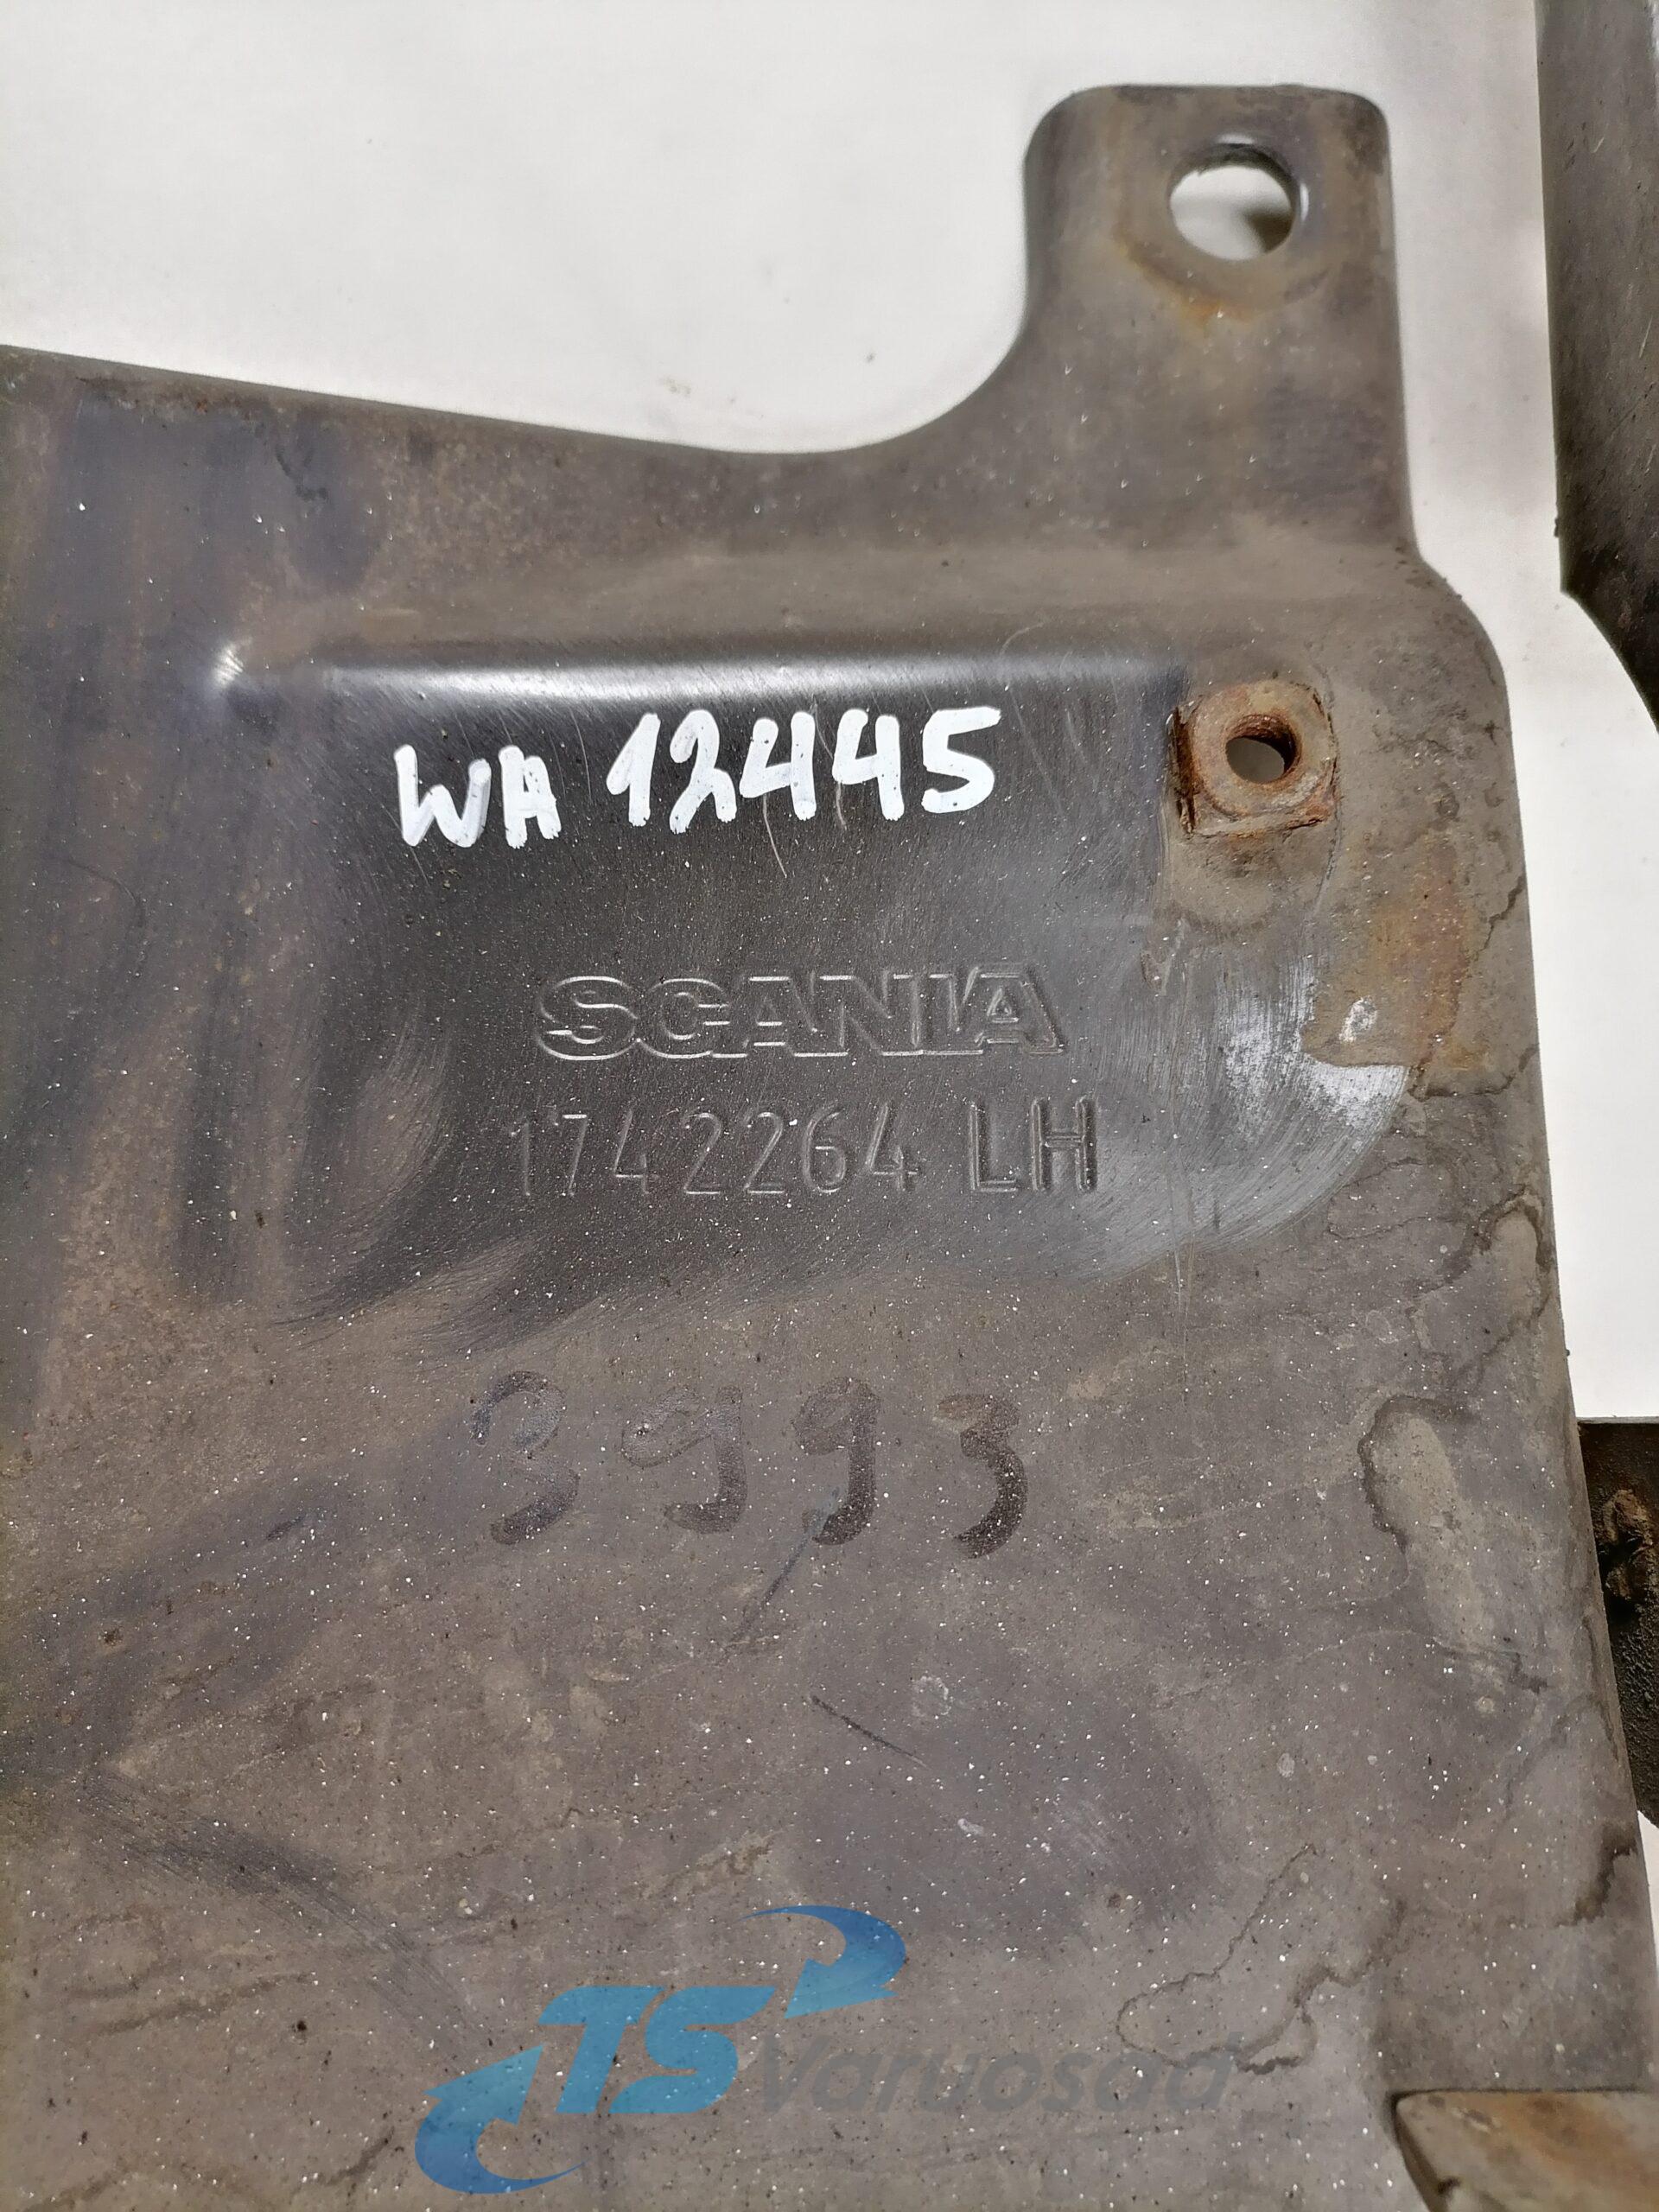 WA 12445
SCANIA
1742264 LH
3993
TS Varuosad